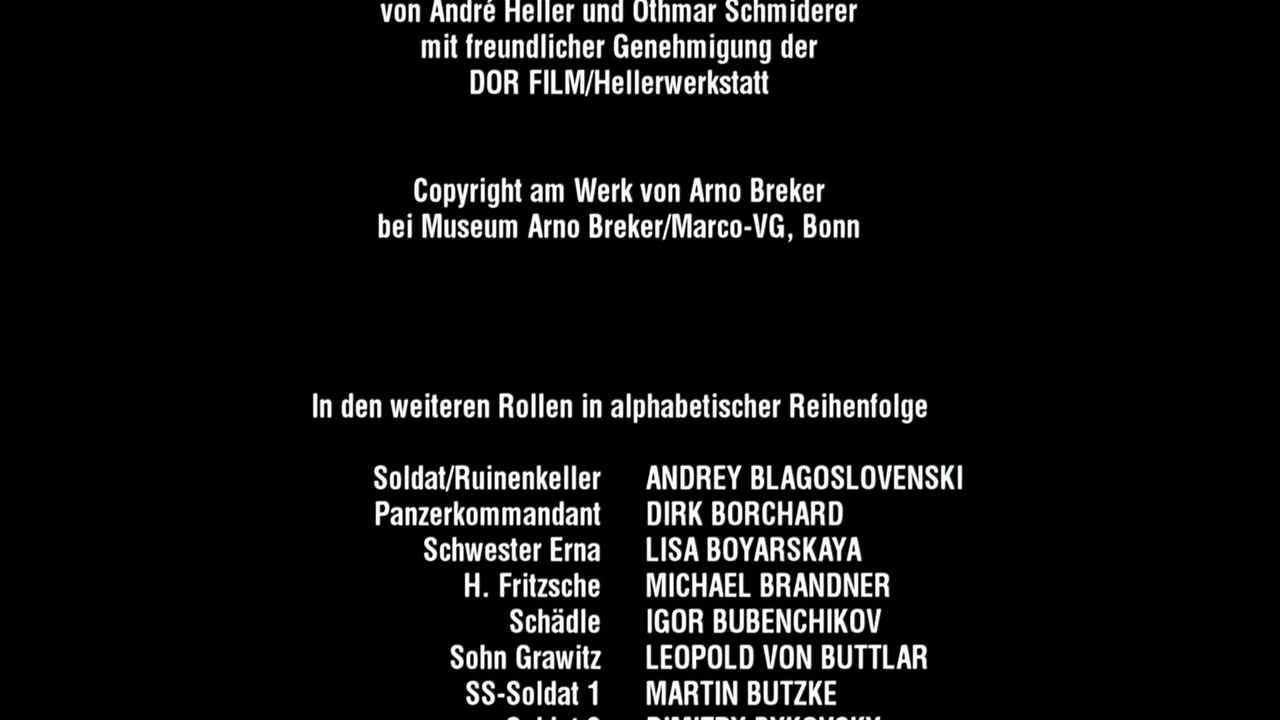 von André Heller und Othmar Schmiderer
mit freundlicher Genehmigung der
DOR FILM/Hellerwerkstatt
Copyright am Werk von Arno Breker
bei Museum Arno Breker/Marco-VG, Bonn
In den weiteren Rollen in alphabetischer Reihenfolge
Soldat/Ruinenkeller ANDREY BLAGOSLOVENSKI
Panzerkommandant DIRK BORCHARD
Schwester Erna LISA BOYARSKAYA
H. Fritzsche MICHAEL BRANDNER
Schädle IGOR BUBENCHIKOV
Sohn Grawitz LEOPOLD VON BUTTLAR
SS-Soldat 1 MARTIN BUTZKE